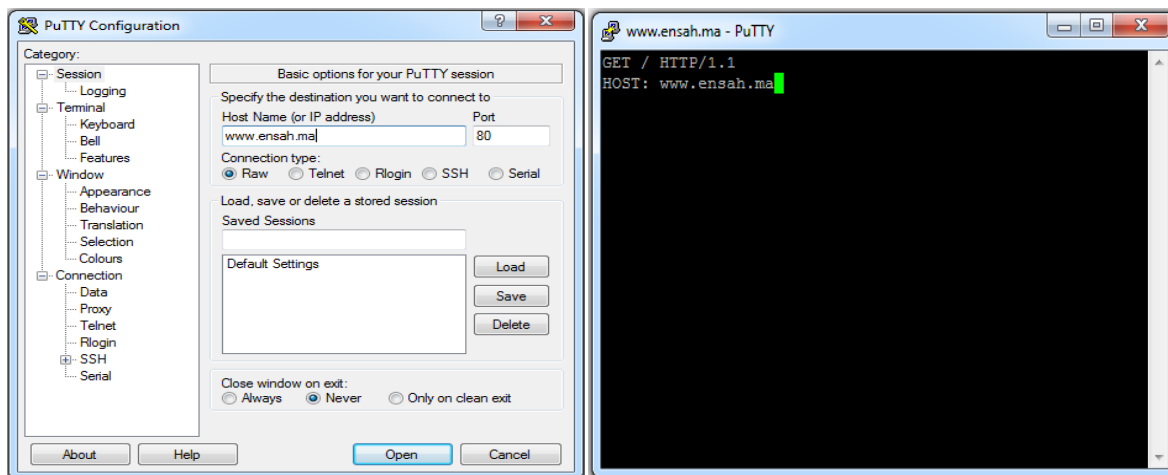 PuTTY Configuration
Category:
Session
Logging
Terminal
Keyboard
Bell
Features
Window
Appearance
Behaviour
Translation
Selection
Colours
Connection
Data
Proxy
Telnet
Rlogin
SSH
Serial
Basic options for your PuTTY session
Specify the destination you want to connect to
Host Name (or IP address) Port
www.ensah.ma 80
Connection type:
Raw Telnet Rlogin SSH Serial
Load, save or delete a stored session
Saved Sessions
Default Settings
Load
Save
Delete
Close window on exit:
Always Never Only on clean exit
About Help Open Cancel
www.ensah.ma - PuTTY
GET / HTTP/1.1
HOST: www.ensah.ma